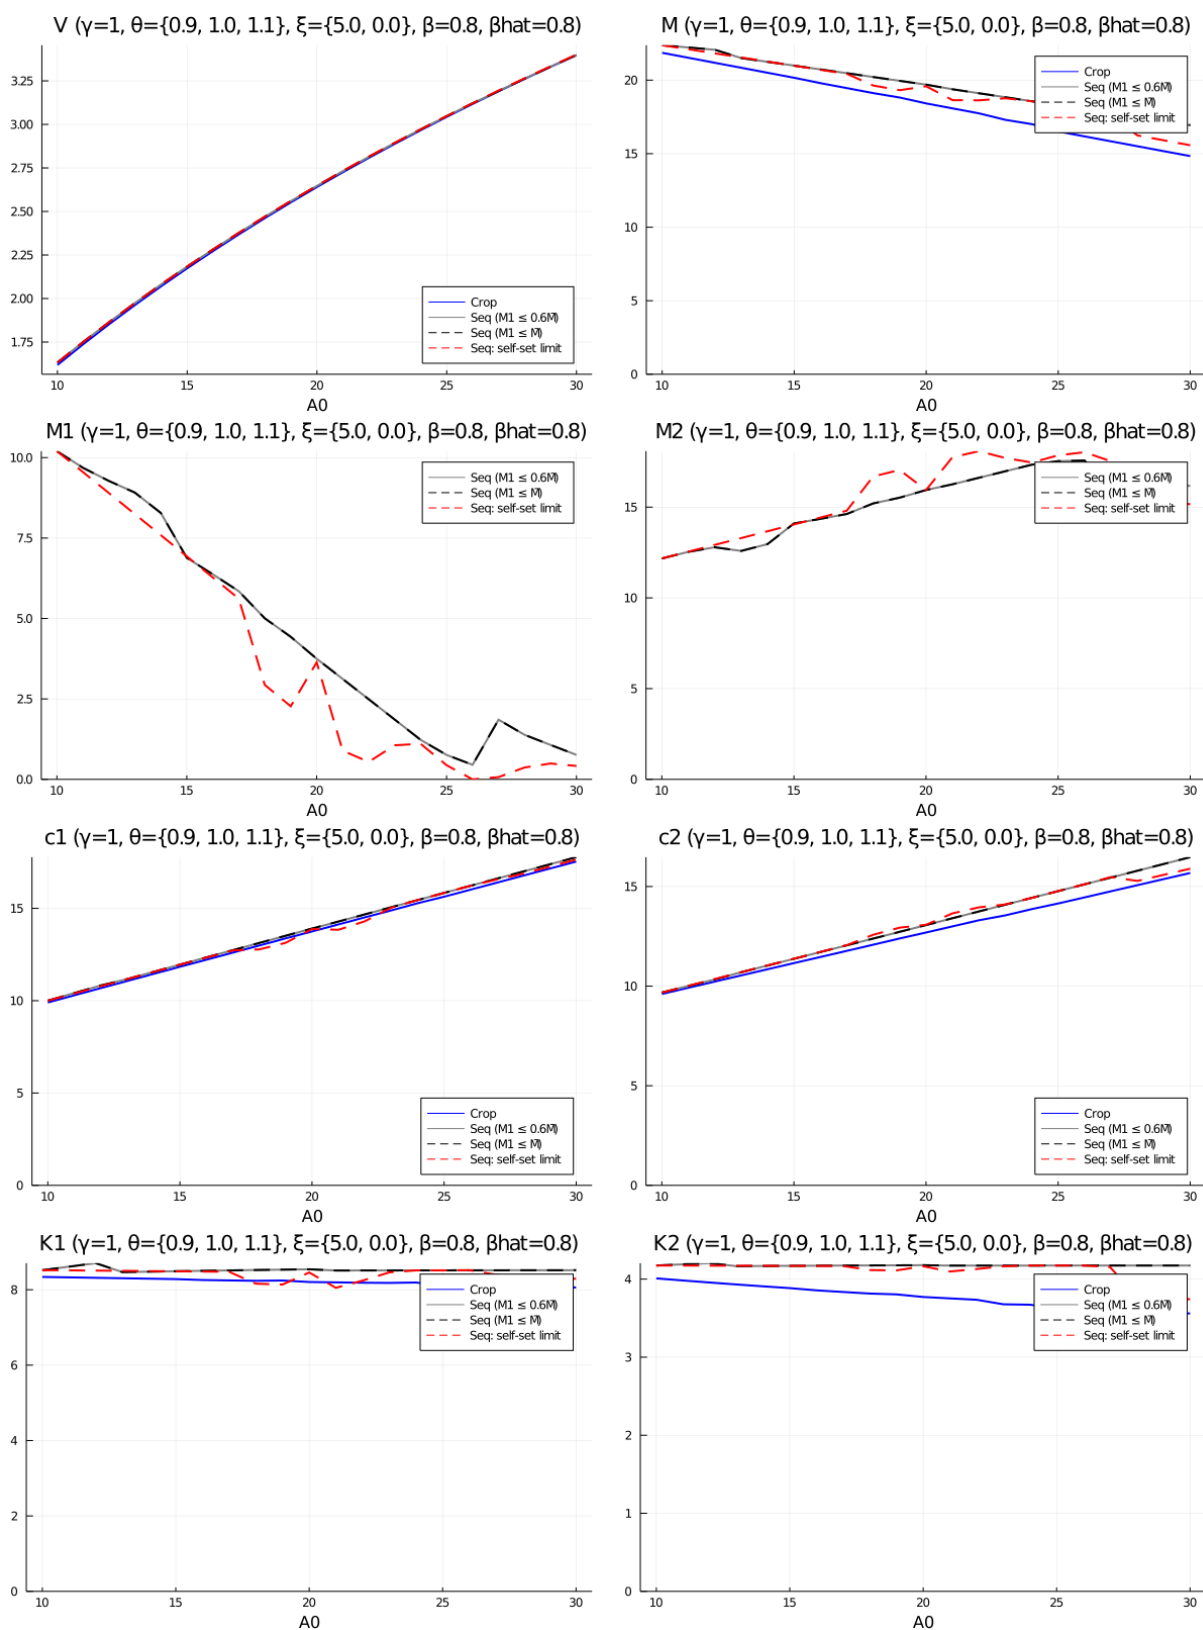 V (γ=1, θ={0.9, 1.0, 1.1}, ξ={5.0, 0.0}, β=0.8, βhat=0.8)
3.25
3.00
2.75
2.50
2.25
2.00
1.75
Crop
Seq (M1 ≤ 0.6M̄)
Seq (M1 ≤ M̄)
Seq: self-set limit
10 15 20 25 30
A0
M (γ=1, θ={0.9, 1.0, 1.1}, ξ={5.0, 0.0}, β=0.8, βhat=0.8)
20
15
10
5
0
Crop
Seq (M1 ≤ 0.6M̄)
Seq (M1 ≤ M̄)
Seq: self-set limit
10 15 20 25 30
A0
M1 (γ=1, θ={0.9, 1.0, 1.1}, ξ={5.0, 0.0}, β=0.8, βhat=0.8)
10.0
7.5
5.0
2.5
0.0
Seq (M1 ≤ 0.6M̄)
Seq (M1 ≤ M̄)
Seq: self-set limit
10 15 20 25 30
A0
M2 (γ=1, θ={0.9, 1.0, 1.1}, ξ={5.0, 0.0}, β=0.8, βhat=0.8)
15
10
5
0
Seq (M1 ≤ 0.6M̄)
Seq (M1 ≤ M̄)
Seq: self-set limit
10 15 20 25 30
A0
c1 (γ=1, θ={0.9, 1.0, 1.1}, ξ={5.0, 0.0}, β=0.8, βhat=0.8)
15
10
5
0
Crop
Seq (M1 ≤ 0.6M̄)
Seq (M1 ≤ M̄)
Seq: self-set limit
10 15 20 25 30
A0
c2 (γ=1, θ={0.9, 1.0, 1.1}, ξ={5.0, 0.0}, β=0.8, βhat=0.8)
15
10
5
0
Crop
Seq (M1 ≤ 0.6M̄)
Seq (M1 ≤ M̄)
Seq: self-set limit
10 15 20 25 30
A0
K1 (γ=1, θ={0.9, 1.0, 1.1}, ξ={5.0, 0.0}, β=0.8, βhat=0.8)
8
6
4
2
0
Crop
Seq (M1 ≤ 0.6M̄)
Seq (M1 ≤ M̄)
Seq: self-set limit
10 15 20 25 30
A0
K2 (γ=1, θ={0.9, 1.0, 1.1}, ξ={5.0, 0.0}, β=0.8, βhat=0.8)
4
3
2
1
0
Crop
Seq (M1 ≤ 0.6M̄)
Seq (M1 ≤ M̄)
Seq: self-set limit
10 15 20 25 30
A0